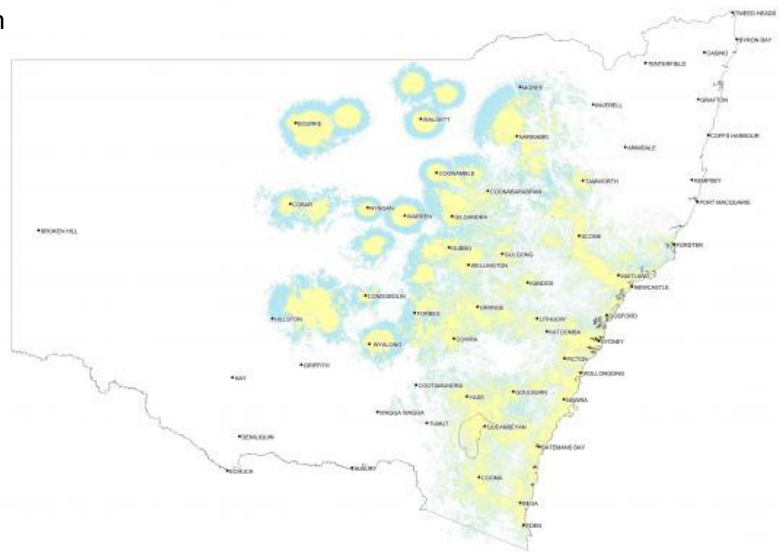 n
TWEED HEADS
BYRON BAY
CASINO
TENTERFIELD
MOREE
INVERELL
GRAFTON
BOURKE
WALGETT
NARRABRI
COFFS HARBOUR
ARMIDALE
COONAMBLE
TAMWORTH
KEMPSEY
COONABARABRAN
PORT MACQUARIE
COBAR
NYNGAN
WARREN
GILGANDRA
BROKEN HILL
SCONE
FORSTER
DUBBO
GULGONG
WELLINGTON
MAITLAND
KANDOS
NEWCASTLE
CONDOBOLIN
ORANGE
FORBES
GOSFORD
HILLSTON
LITHGOW
KATOOMBA
COWRA
SYDNEY
WYALONG
PICTON
GRIFFITH
WOLLONGONG
HAY
COOTAMUNDRA
GOULBURN
YASS
NOWRA
WAGGA WAGGA
TUMUT
QUEANBEYAN
DENILIQUIN
BATEMANS BAY
ALBURY
ECHUCA
COOMA
BEGA
EDEN